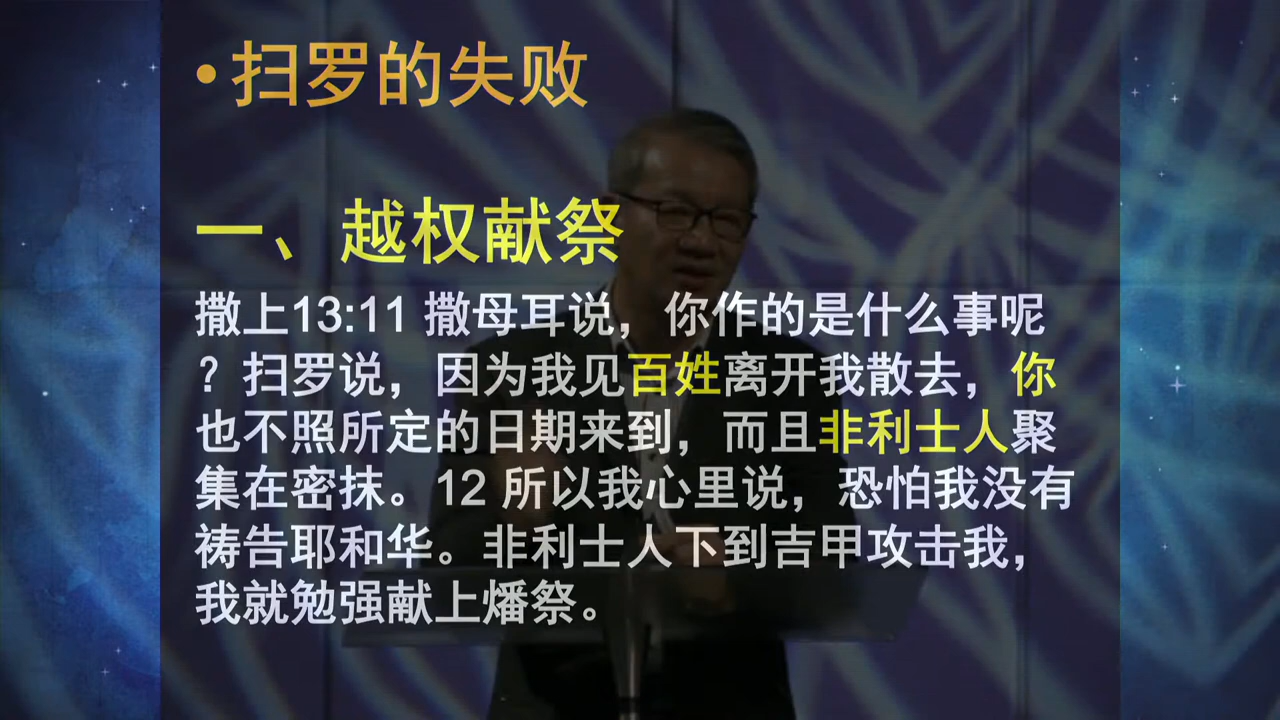 •扫罗的失败
一、越权献祭
撒上13:11 撒母耳说，你作的是什么事呢
？扫罗说，因为我见百姓离开我散去，你
也不照所定的日期来到，而且非利士人聚
集在密抹。12 所以我心里说，恐怕我没有
祷告耶和华。非利士人下到吉甲攻击我，
我就勉强献上燔祭。